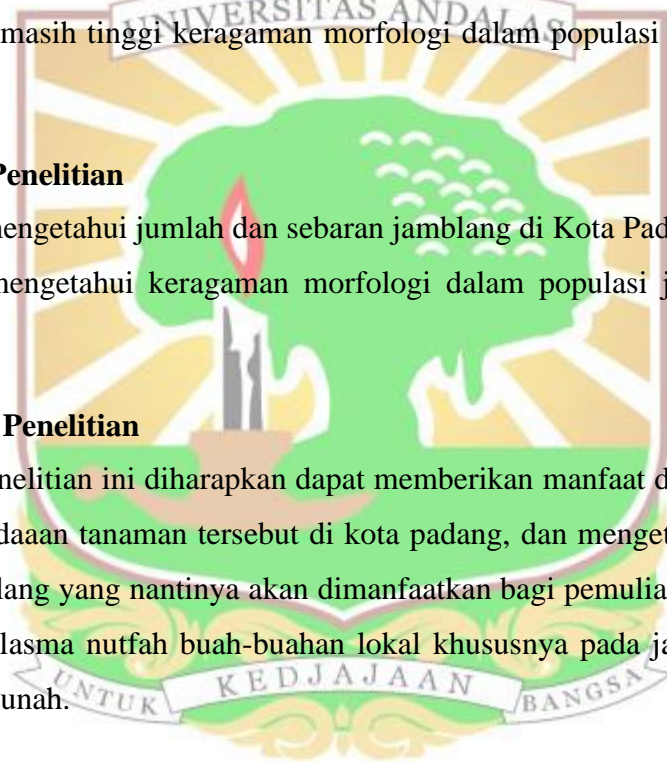 UNIVERSITAS ANDALAS
masih tinggi keragaman morfologi dalam populasi
Penelitian
mengetahui jumlah dan sebaran jamblang di Kota Pad
mengetahui keragaman morfologi dalam populasi j
Penelitian
nelitian ini diharapkan dapat memberikan manfaat d
daaan tanaman tersebut di kota padang, dan menget
lang yang nantinya akan dimanfaatkan bagi pemulia
lasma nutfah buah-buahan lokal khususnya pada ja
unah.
UNTUK KEDJAJAAN BANGSA